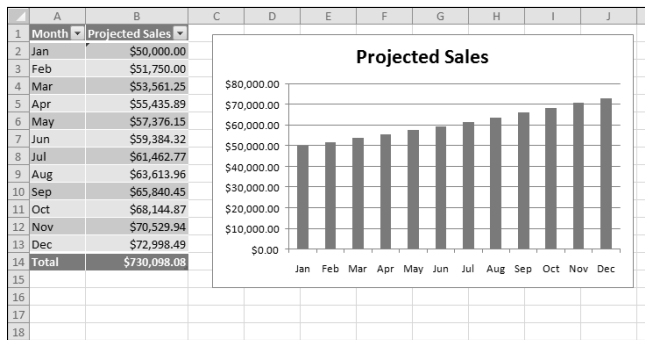 A B C D E F G H I J
1 Month Projected Sales
2 Jan $50,000.00
3 Feb $51,750.00
4 Mar $53,561.25
5 Apr $55,435.89
6 May $57,376.15
7 Jun $59,384.32
8 Jul $61,462.77
9 Aug $63,613.96
10 Sep $65,840.45
11 Oct $68,144.87
12 Nov $70,529.94
13 Dec $72,998.49
14 Total $730,098.08
15
16
17
18
Projected Sales
$80,000.00
$70,000.00
$60,000.00
$50,000.00
$40,000.00
$30,000.00
$20,000.00
$10,000.00
$0.00
Jan Feb Mar Apr May Jun Jul Aug Sep Oct Nov Dec